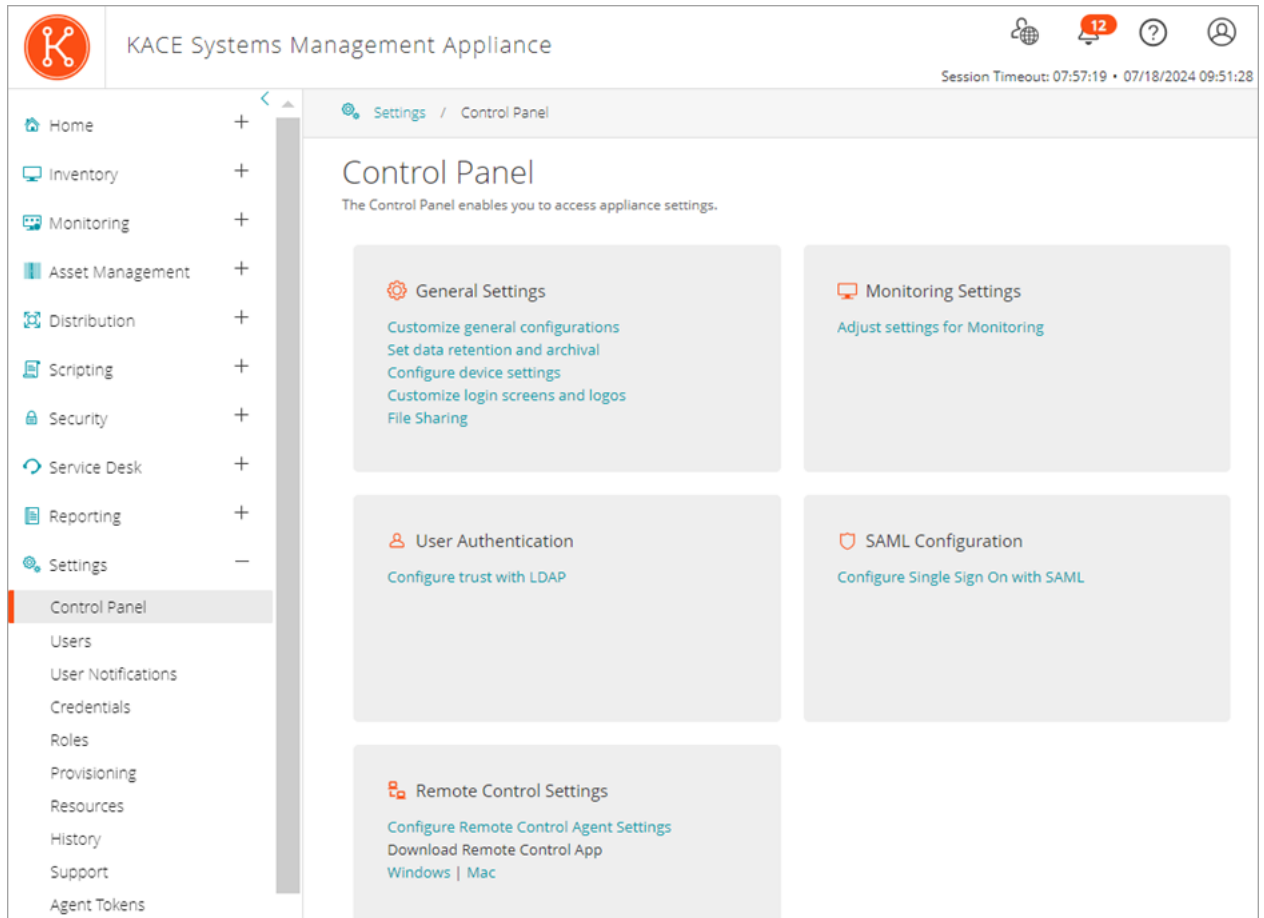 KACE Systems Management Appliance
12
Session Timeout: 07:57:19 • 07/18/2024 09:51:28
Home
Inventory
Monitoring
Asset Management
Distribution
Scripting
Security
Service Desk
Reporting
Settings
Control Panel
Users
User Notifications
Credentials
Roles
Provisioning
Resources
History
Support
Agent Tokens
Settings / Control Panel
Control Panel
The Control Panel enables you to access appliance settings.
General Settings
Customize general configurations
Set data retention and archival
Configure device settings
Customize login screens and logos
File Sharing
Monitoring Settings
Adjust settings for Monitoring
User Authentication
Configure trust with LDAP
SAML Configuration
Configure Single Sign On with SAML
Remote Control Settings
Configure Remote Control Agent Settings
Download Remote Control App
Windows | Mac